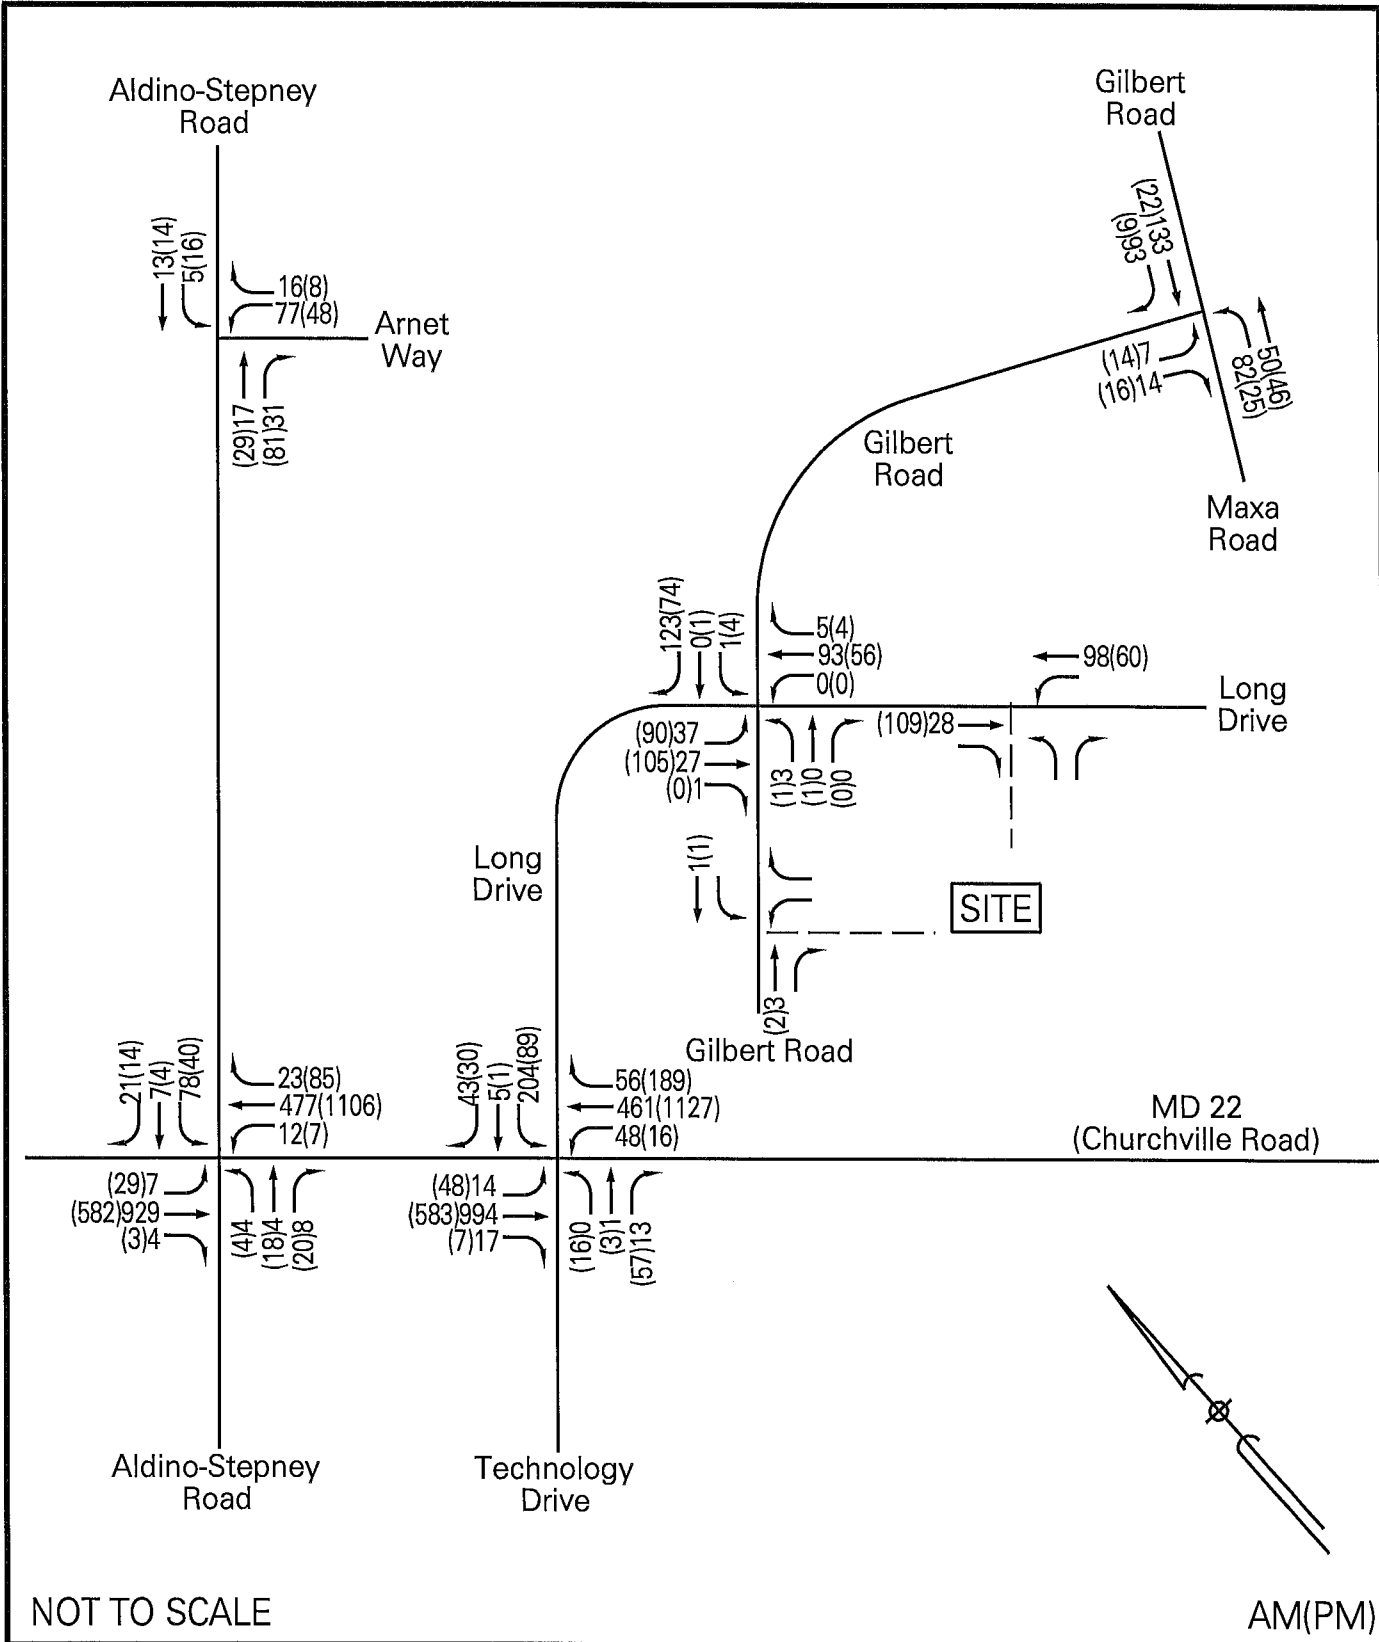 Aldino-Stepney
Road
Gilbert
Road
13(14)
5(16)
16(8)
77(48)
Arnet
Way
(29)17
(81)31
(22)133
(9)93
(14)7
(16)14
50(46)
82(25)
Gilbert
Road
Maxa
Road
123(74)
0(1)
1(4)
5(4)
93(56)
0(0)
98(60)
Long
Drive
(90)37
(105)27
(0)1
(1)3
(1)0
(0)0
(109)28
Long
Drive
1(1)
SITE
(2)3
Gilbert Road
21(14)
7(4)
78(40)
23(85)
477(1106)
12(7)
43(30)
5(1)
204(89)
56(189)
461(1127)
48(16)
MD 22
(Churchville Road)
(29)7
(582)929
(3)4
(4)4
(18)4
(20)8
(48)14
(583)994
(7)17
(16)0
(3)1
(57)13
Aldino-Stepney
Road
Technology
Drive
NOT TO SCALE
AM(PM)